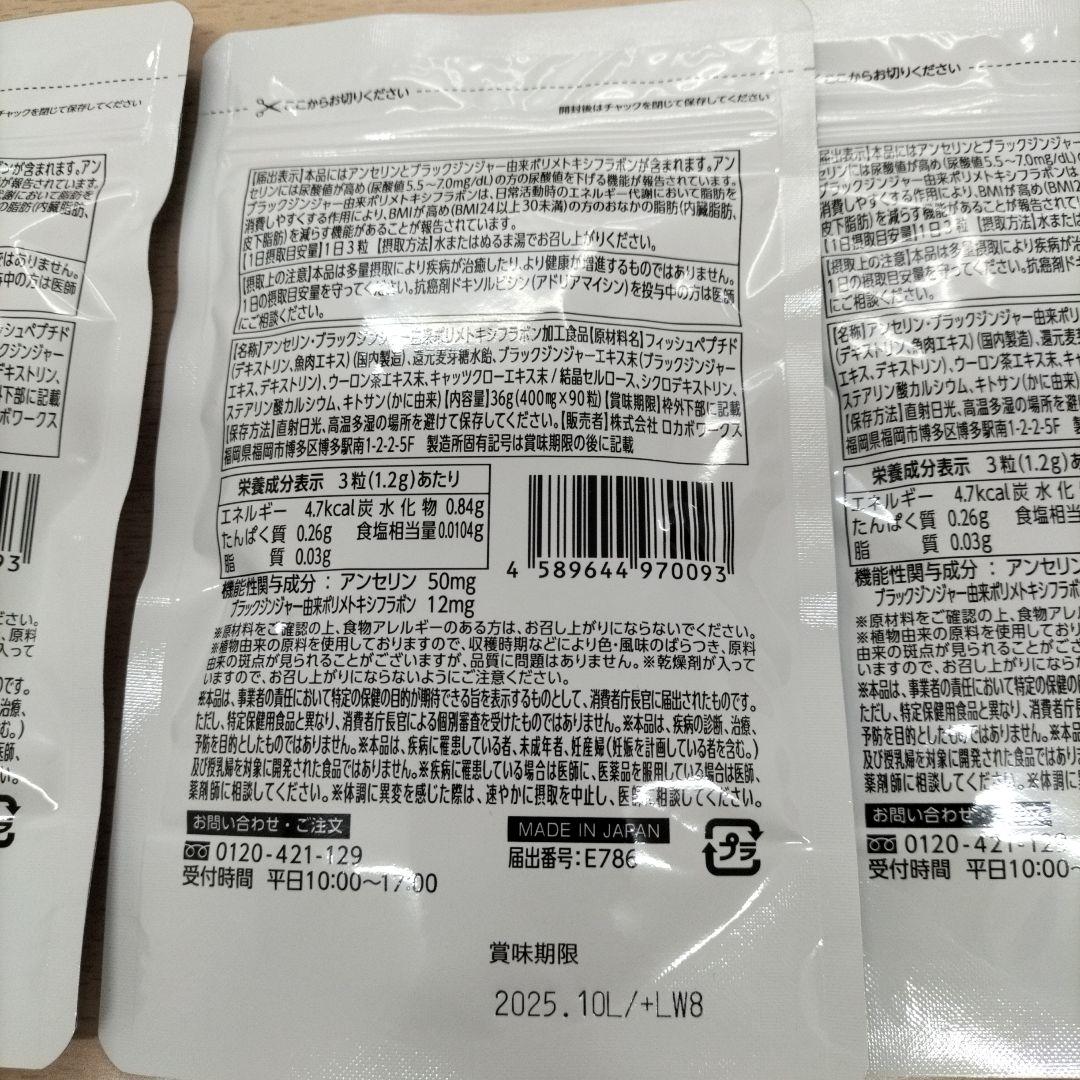 ここからお切りください
開封後はチャックを閉じて保存してください
【届出表示】本品にはアンセリンとブラックジンジャー由来ポリメトキシフラボンが含まれます。アン
セリンには尿酸値が高め(尿酸値5.5~7.0mg/dL)の方の尿酸値を下げる機能が報告されています。
ブラックジンジャー由来ポリメトキシフラボンは、日常活動時のエネルギー代謝において脂肪を
消費しやすくする作用により、BMIが高め(BMI24以上30未満)の方のおなかの脂肪(内臓脂肪、
皮下脂肪)を減らす機能があることが報告されています。
【1日摂取目安量】1日3粒【摂取方法】水またはぬるま湯でお召し上がりください。
【摂取上の注意】本品は多量摂取により疾病が治癒したり、より健康が増進するものではありません。
1日の摂取目安量を守ってください。抗癌剤ドキソルビシン(アドリアマイシン)を投与中の方は医師
にご相談ください。
【名称】アンセリン・ブラックジンジャー由来ポリメトキシフラボン加工食品【原材料名】フィッシュペプチド
(デキストリン、魚肉エキス)(国内製造)、還元麦芽糖水飴、ブラックジンジャーエキス末(ブラックジンジャー
エキス、デキストリン)、ウーロン茶エキス末、キャッツクローエキス末/結晶セルロース、シクロデキストリン、
ステアリン酸カルシウム、キトサン(かに由来)【内容量】36g(400mg×90粒)【賞味期限】枠外下部に記載
【保存方法】直射日光、高温多湿の場所を避けて保存してください。【販売者】株式会社 ロカボワークス
福岡県福岡市博多区博多駅南1-2-2-5F 製造所固有記号は賞味期限の後に記載
栄養成分表示 3粒(1.2g)あたり
エネルギー 4.7kcal 炭水化物 0.84g
たんぱく質 0.26g 食塩相当量 0.0104g
脂質 0.03g
4 589644 970093
機能性関与成分:アンセリン 50mg
ブラックジンジャー由来ポリメトキシフラボン 12mg
※原材料をご確認の上、食物アレルギーのある方は、お召し上がりにならないでください。
※植物由来の原料を使用しておりますので、収穫時期などにより色・風味のばらつき、原料
由来の斑点が見られることがございますが、品質に問題はありません。※乾燥剤が入って
いますので、お召し上がりにならないようにご注意ください。
※本品は、事業者の責任において特定の保健の目的が期待できる旨を表示するものとして、消費者庁長官に届出されたものです。
ただし、特定保健用食品と異なり、消費者庁長官による個別審査を受けたものではありません。※本品は、疾病の診断、治療、
予防を目的としたものではありません。※本品は、疾病に罹患している者、未成年者、妊産婦(妊娠を計画している者を含む。)
及び授乳婦を対象に開発された食品ではありません。※疾病に罹患している場合は医師に、医薬品を服用している場合は医師、
薬剤師に相談してください。※体調に異変を感じた際は、速やかに摂取を中止し、医師に相談してください。
お問い合わせ・ご注文
0120-421-129
受付時間 平日10:00~17:00
MADE IN JAPAN
届出番号:E786
プラ
賞味期限
2025.10L/+LW8